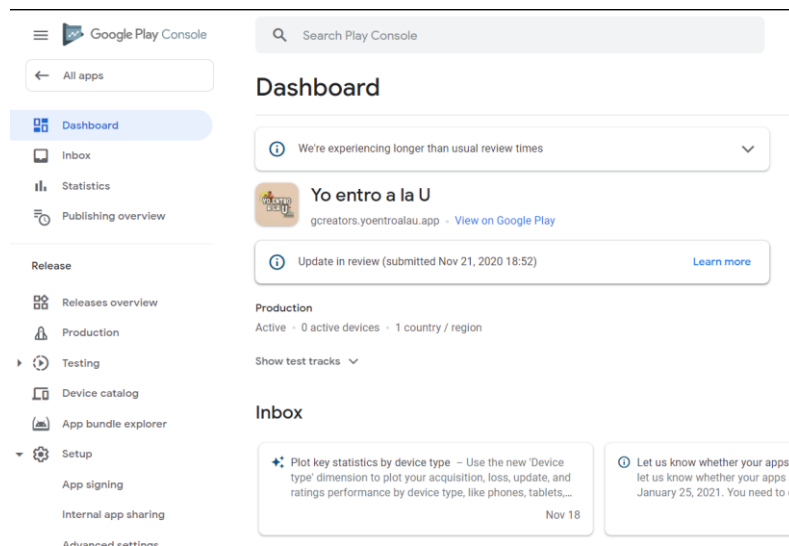 Google Play Console
Search Play Console
All apps
Dashboard
Dashboard
Inbox
Statistics
Publishing overview
Release
Releases overview
Production
Testing
Device catalog
App bundle explorer
Setup
App signing
Internal app sharing
Advanced settings
We're experiencing longer than usual review times
YO ENTRO
A LA U
Yo entro a la U
gcreators.yoentroalau.app · View on Google Play
Update in review (submitted Nov 21, 2020 18:52) Learn more
Production
Active · 0 active devices · 1 country / region
Show test tracks
Inbox
Plot key statistics by device type – Use the new 'Device
type' dimension to plot your acquisition, loss, update, and
ratings performance by device type, like phones, tablets,...
Nov 18
Let us know whether your apps
let us know whether your apps
January 25, 2021. You need to